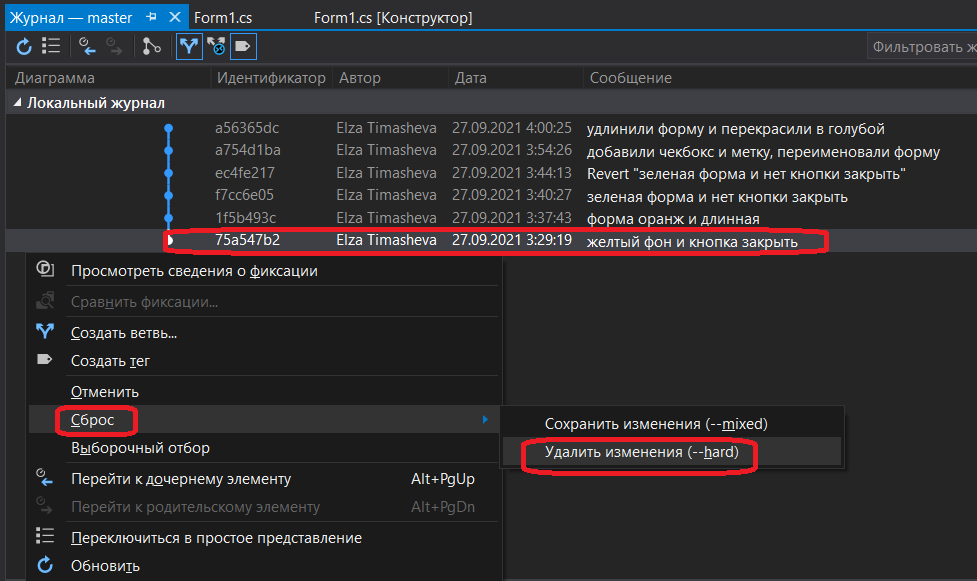 Журнал — master Form1.cs Form1.cs [Конструктор]
Фильтровать ж
Диаграмма Идентификатор Автор Дата Сообщение
Локальный журнал
a56365dc Elza Timasheva 27.09.2021 4:00:25 удлинили форму и перекрасили в голубой
a754d1ba Elza Timasheva 27.09.2021 3:54:26 добавили чекбокс и метку, переименовали форму
ec4fe217 Elza Timasheva 27.09.2021 3:44:13 Revert "зеленая форма и нет кнопки закрыть"
f7cc6e05 Elza Timasheva 27.09.2021 3:40:27 зеленая форма и нет кнопки закрыть
1f5b493c Elza Timasheva 27.09.2021 3:37:43 форма оранж и длинная
75a547b2 Elza Timasheva 27.09.2021 3:29:19 желтый фон и кнопка закрыть
Просмотреть сведения о фиксации
Сравнить фиксации...
Создать ветвь...
Создать тег
Отменить
Сброс
Сохранить изменения (--mixed)
Удалить изменения (--hard)
Выборочный отбор
Перейти к дочернему элементу Alt+PgUp
Перейти к родительскому элементу Alt+PgDn
Переключиться в простое представление
Обновить